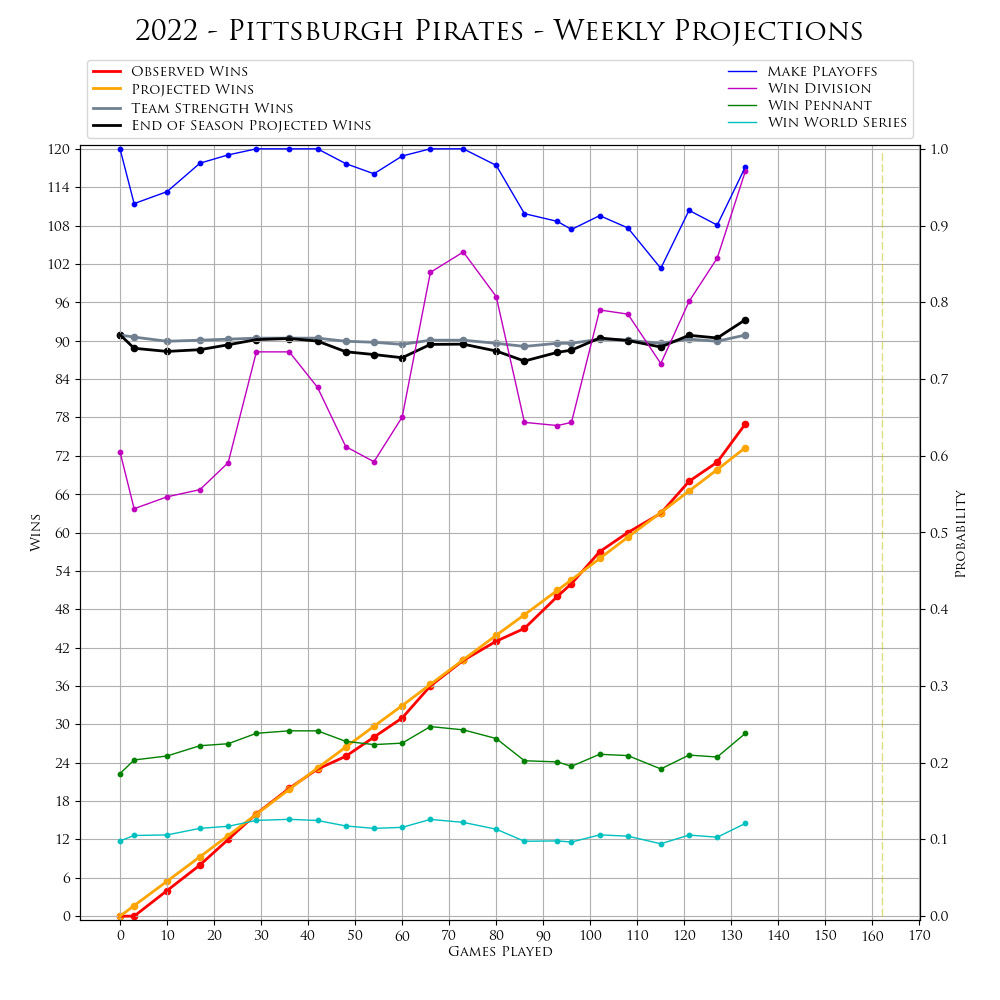 2022 - Pittsburgh Pirates - Weekly Projections
Observed Wins
Projected Wins
Team Strength Wins
End of Season Projected Wins
Make Playoffs
Win Division
Win Pennant
Win World Series
120
114
108
102
96
90
84
78
72
66
60
54
48
42
36
30
24
18
12
6
0
Wins
1.0
0.9
0.8
0.7
0.6
0.5
0.4
0.3
0.2
0.1
0.0
Probability
0 10 20 30 40 50 60 70 80 90 100 110 120 130 140 150 160 170
Games Played